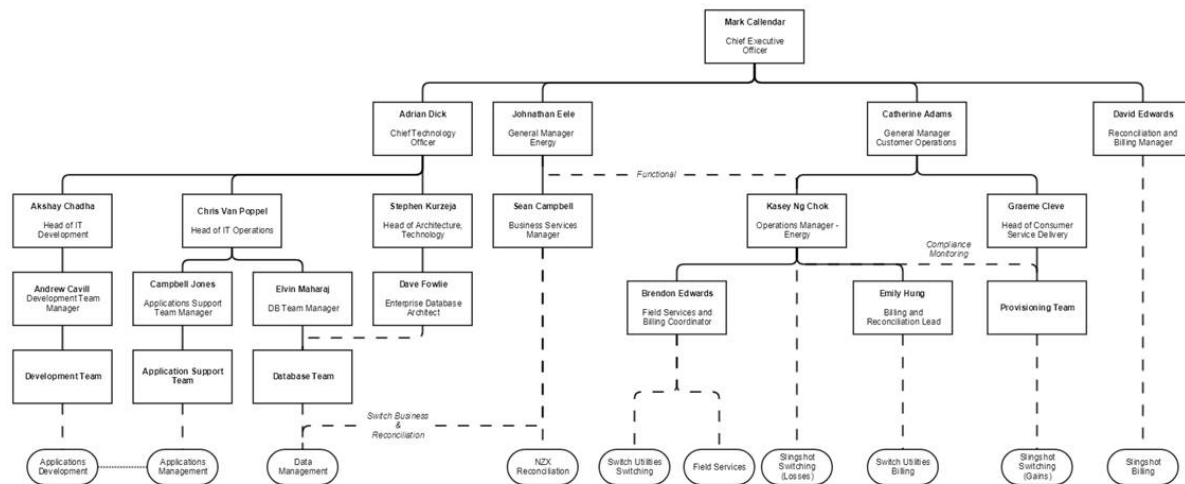 Mark Callendar
Chief Executive
Officer
Adrian Dick
Chief Technology
Officer
Johnathan Eele
General Manager
Energy
Catherine Adams
General Manager
Customer Operations
David Edwards
Reconciliation and
Billing Manager
Functional
Akshay Chadha
Head of IT
Development
Chris Van Poppel
Head of IT Operations
Stephen Kurzeja
Head of Architecture,
Technology
Sean Campbell
Business Services
Manager
Kasey Ng Chok
Operations Manager -
Energy
Graeme Cleve
Head of Consumer
Service Delivery
Compliance
Monitoring
Andrew Cavill
Development Team
Manager
Campbell Jones
Applications Support
Team Manager
Elvin Maharaj
DB Team Manager
Dave Fowlie
Enterprise Database
Architect
Brendon Edwards
Field Services and
Billing Coordinator
Emily Hung
Billing and
Reconciliation Lead
Provisioning Team
Development Team
Application Support
Team
Database Team
Switch Business
&
Reconciliation
Applications
Development
Applications
Management
Data
Management
NZX
Reconciliation
Switch Utilities
Switching
Field Services
Slingshot
Switching
(Losses)
Switch Utilities
Billing
Slingshot
Switching
(Gains)
Slingshot
Billing